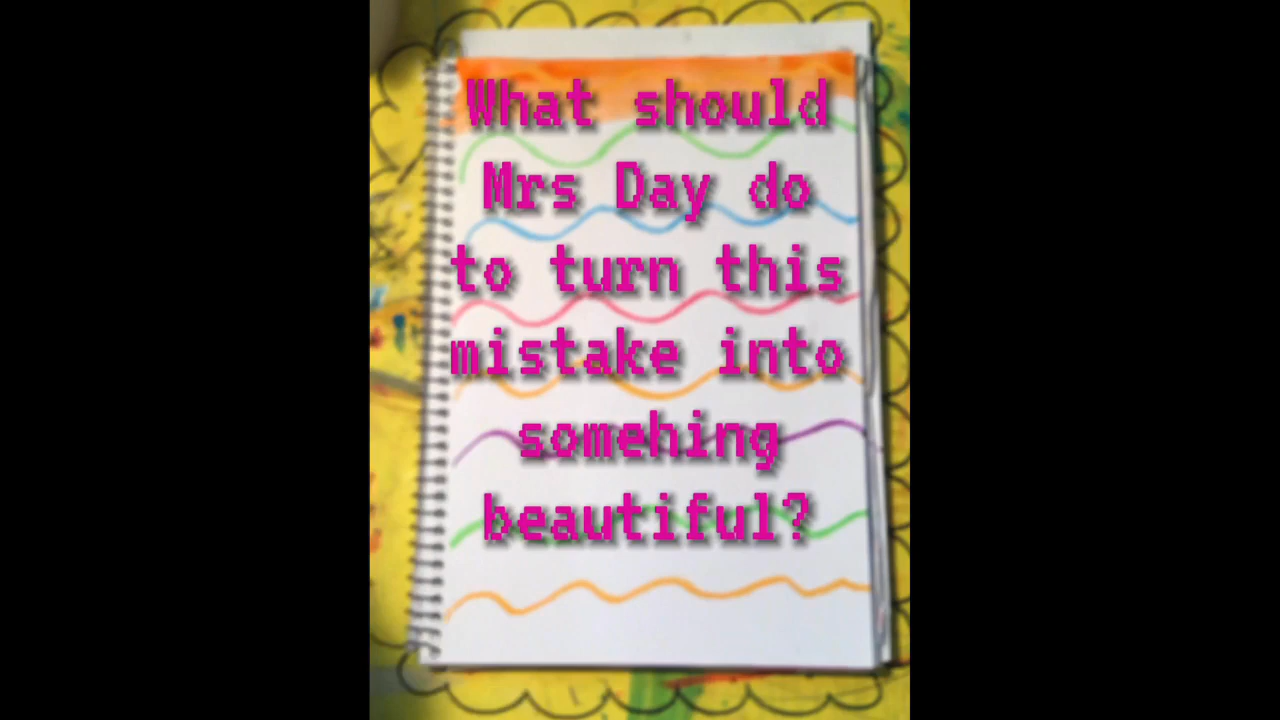 What should
Mrs Day do
to turn this
mistake into
somehing
beautiful?